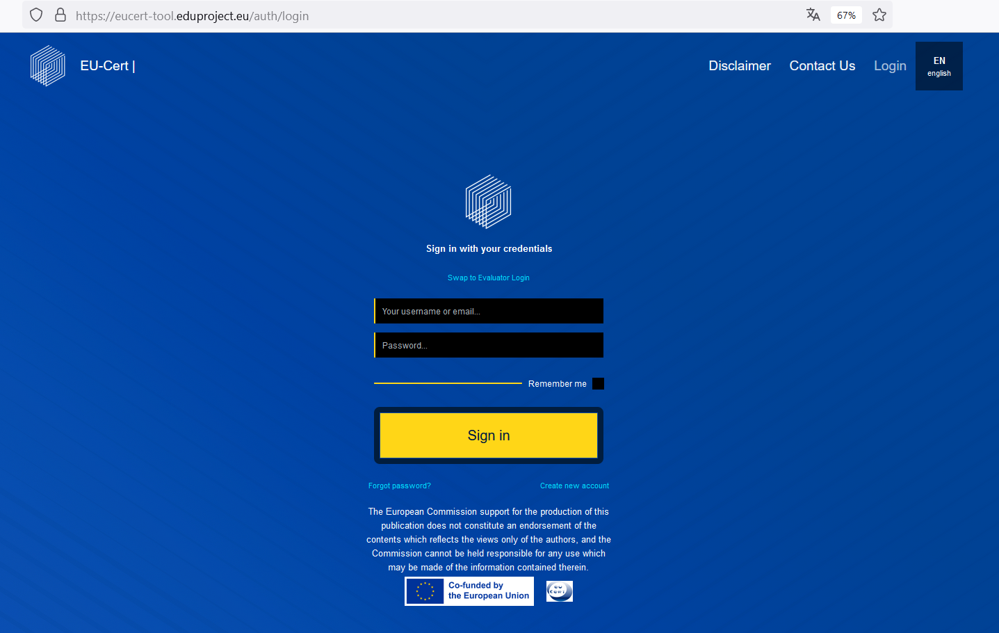 https://eucert-tool.eduproject.eu/auth/login
67%
EU-Cert |
Disclaimer
Contact Us
Login
EN
english
Sign in with your credentials
Swap to Evaluator Login
Your username or email...
Password...
Remember me
Sign in
Forgot password?
Create new account
The European Commission support for the production of this
publication does not constitute an endorsement of the
contents which reflects the views only of the authors, and the
Commission cannot be held responsible for any use which
may be made of the information contained therein.
Co-funded by
the European Union
EU
CERT